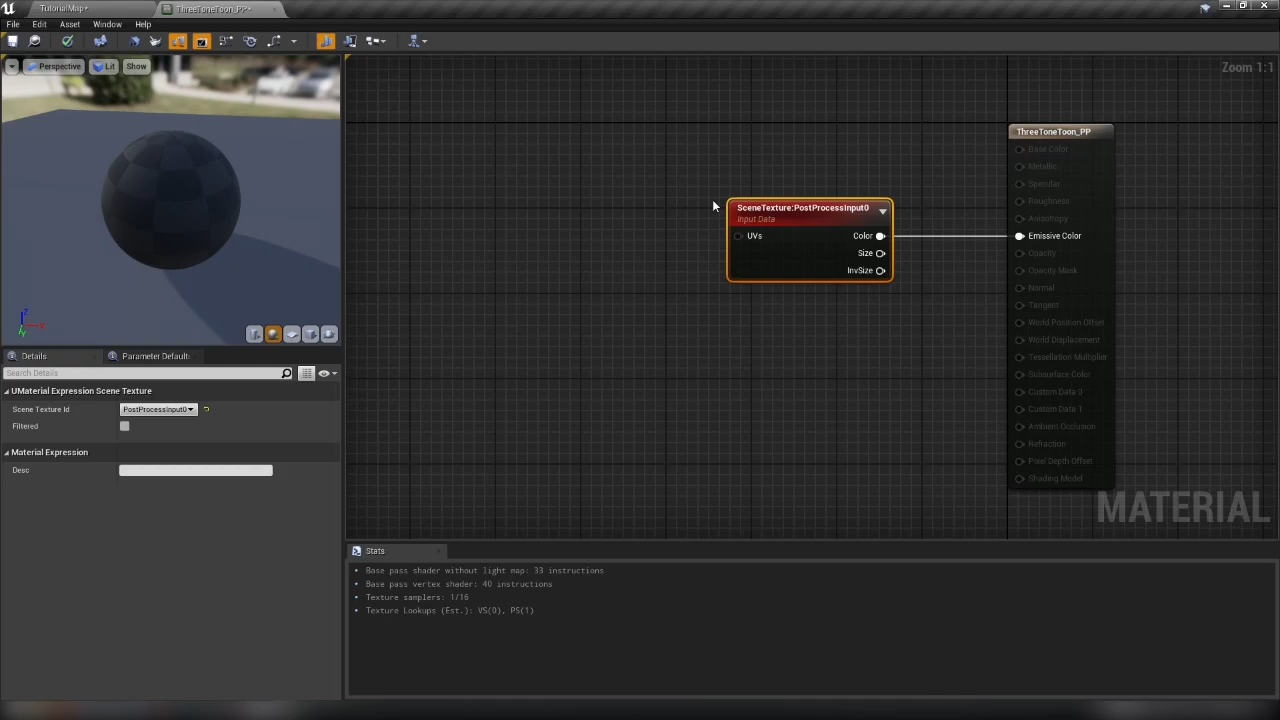 TutorialMap*
ThreeToneToon_PP*
File Edit Asset Window Help
Perspective Lit Show
Zoom 1:1
ThreeToneToon_PP
Base Color
Metallic
Specular
Roughness
Anisotropy
SceneTexture:PostProcessInput0
Input Data
UVs Color
Size
InvSize
Emissive Color
Opacity
Opacity Mask
Normal
Tangent
World Position Offset
World Displacement
Tessellation Multiplier
Subsurface Color
Custom Data 0
Custom Data 1
Ambient Occlusion
Refraction
Pixel Depth Offset
Shading Model
MATERIAL
Z
X
Y
Details Parameter Default:
Search Details
UMaterial Expression Scene Texture
Scene Texture Id PostProcessInput0
Filtered
Material Expression
Desc
Stats
Base pass shader without light map: 33 instructions
Base pass vertex shader: 40 instructions
Texture samplers: 1/16
Texture Lookups (Est.): VS(0), PS(1)